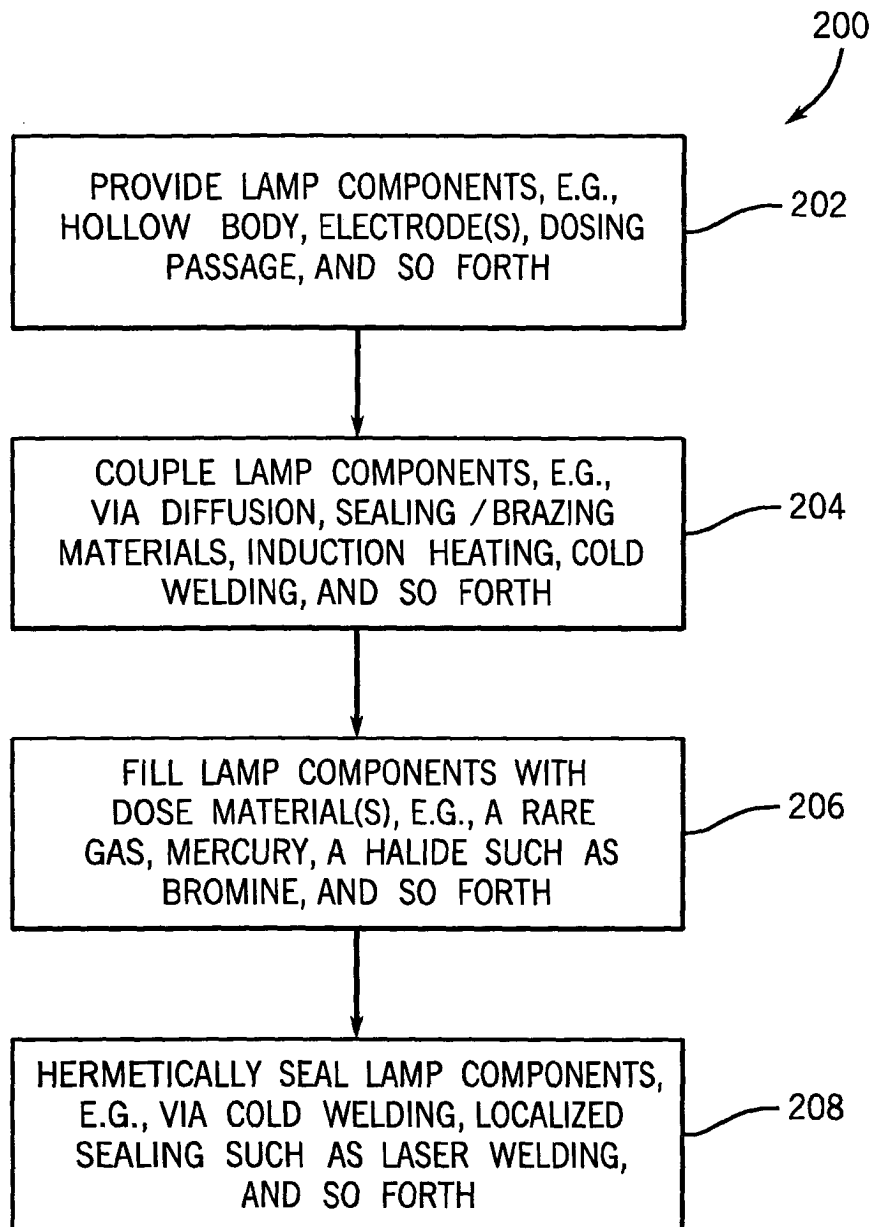 200
PROVIDE LAMP COMPONENTS, E.G.,
HOLLOW BODY, ELECTRODE(S), DOSING
PASSAGE, AND SO FORTH
202
COUPLE LAMP COMPONENTS, E.G.,
VIA DIFFUSION, SEALING / BRAZING
MATERIALS, INDUCTION HEATING, COLD
WELDING, AND SO FORTH
204
FILL LAMP COMPONENTS WITH
DOSE MATERIAL(S), E.G., A RARE
GAS, MERCURY, A HALIDE SUCH AS
BROMINE, AND SO FORTH
206
HERMETICALLY SEAL LAMP COMPONENTS,
E.G., VIA COLD WELDING, LOCALIZED
SEALING SUCH AS LASER WELDING,
AND SO FORTH
208